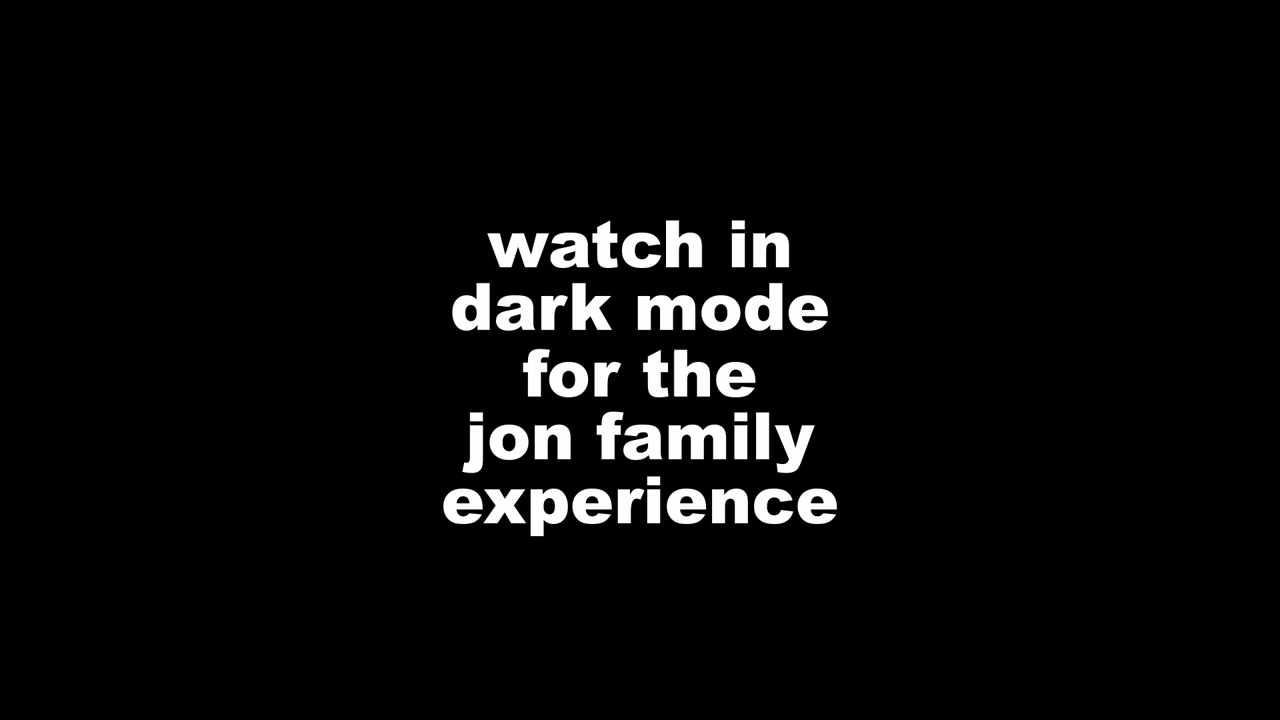 watch in
dark mode
for the
jon family
experience